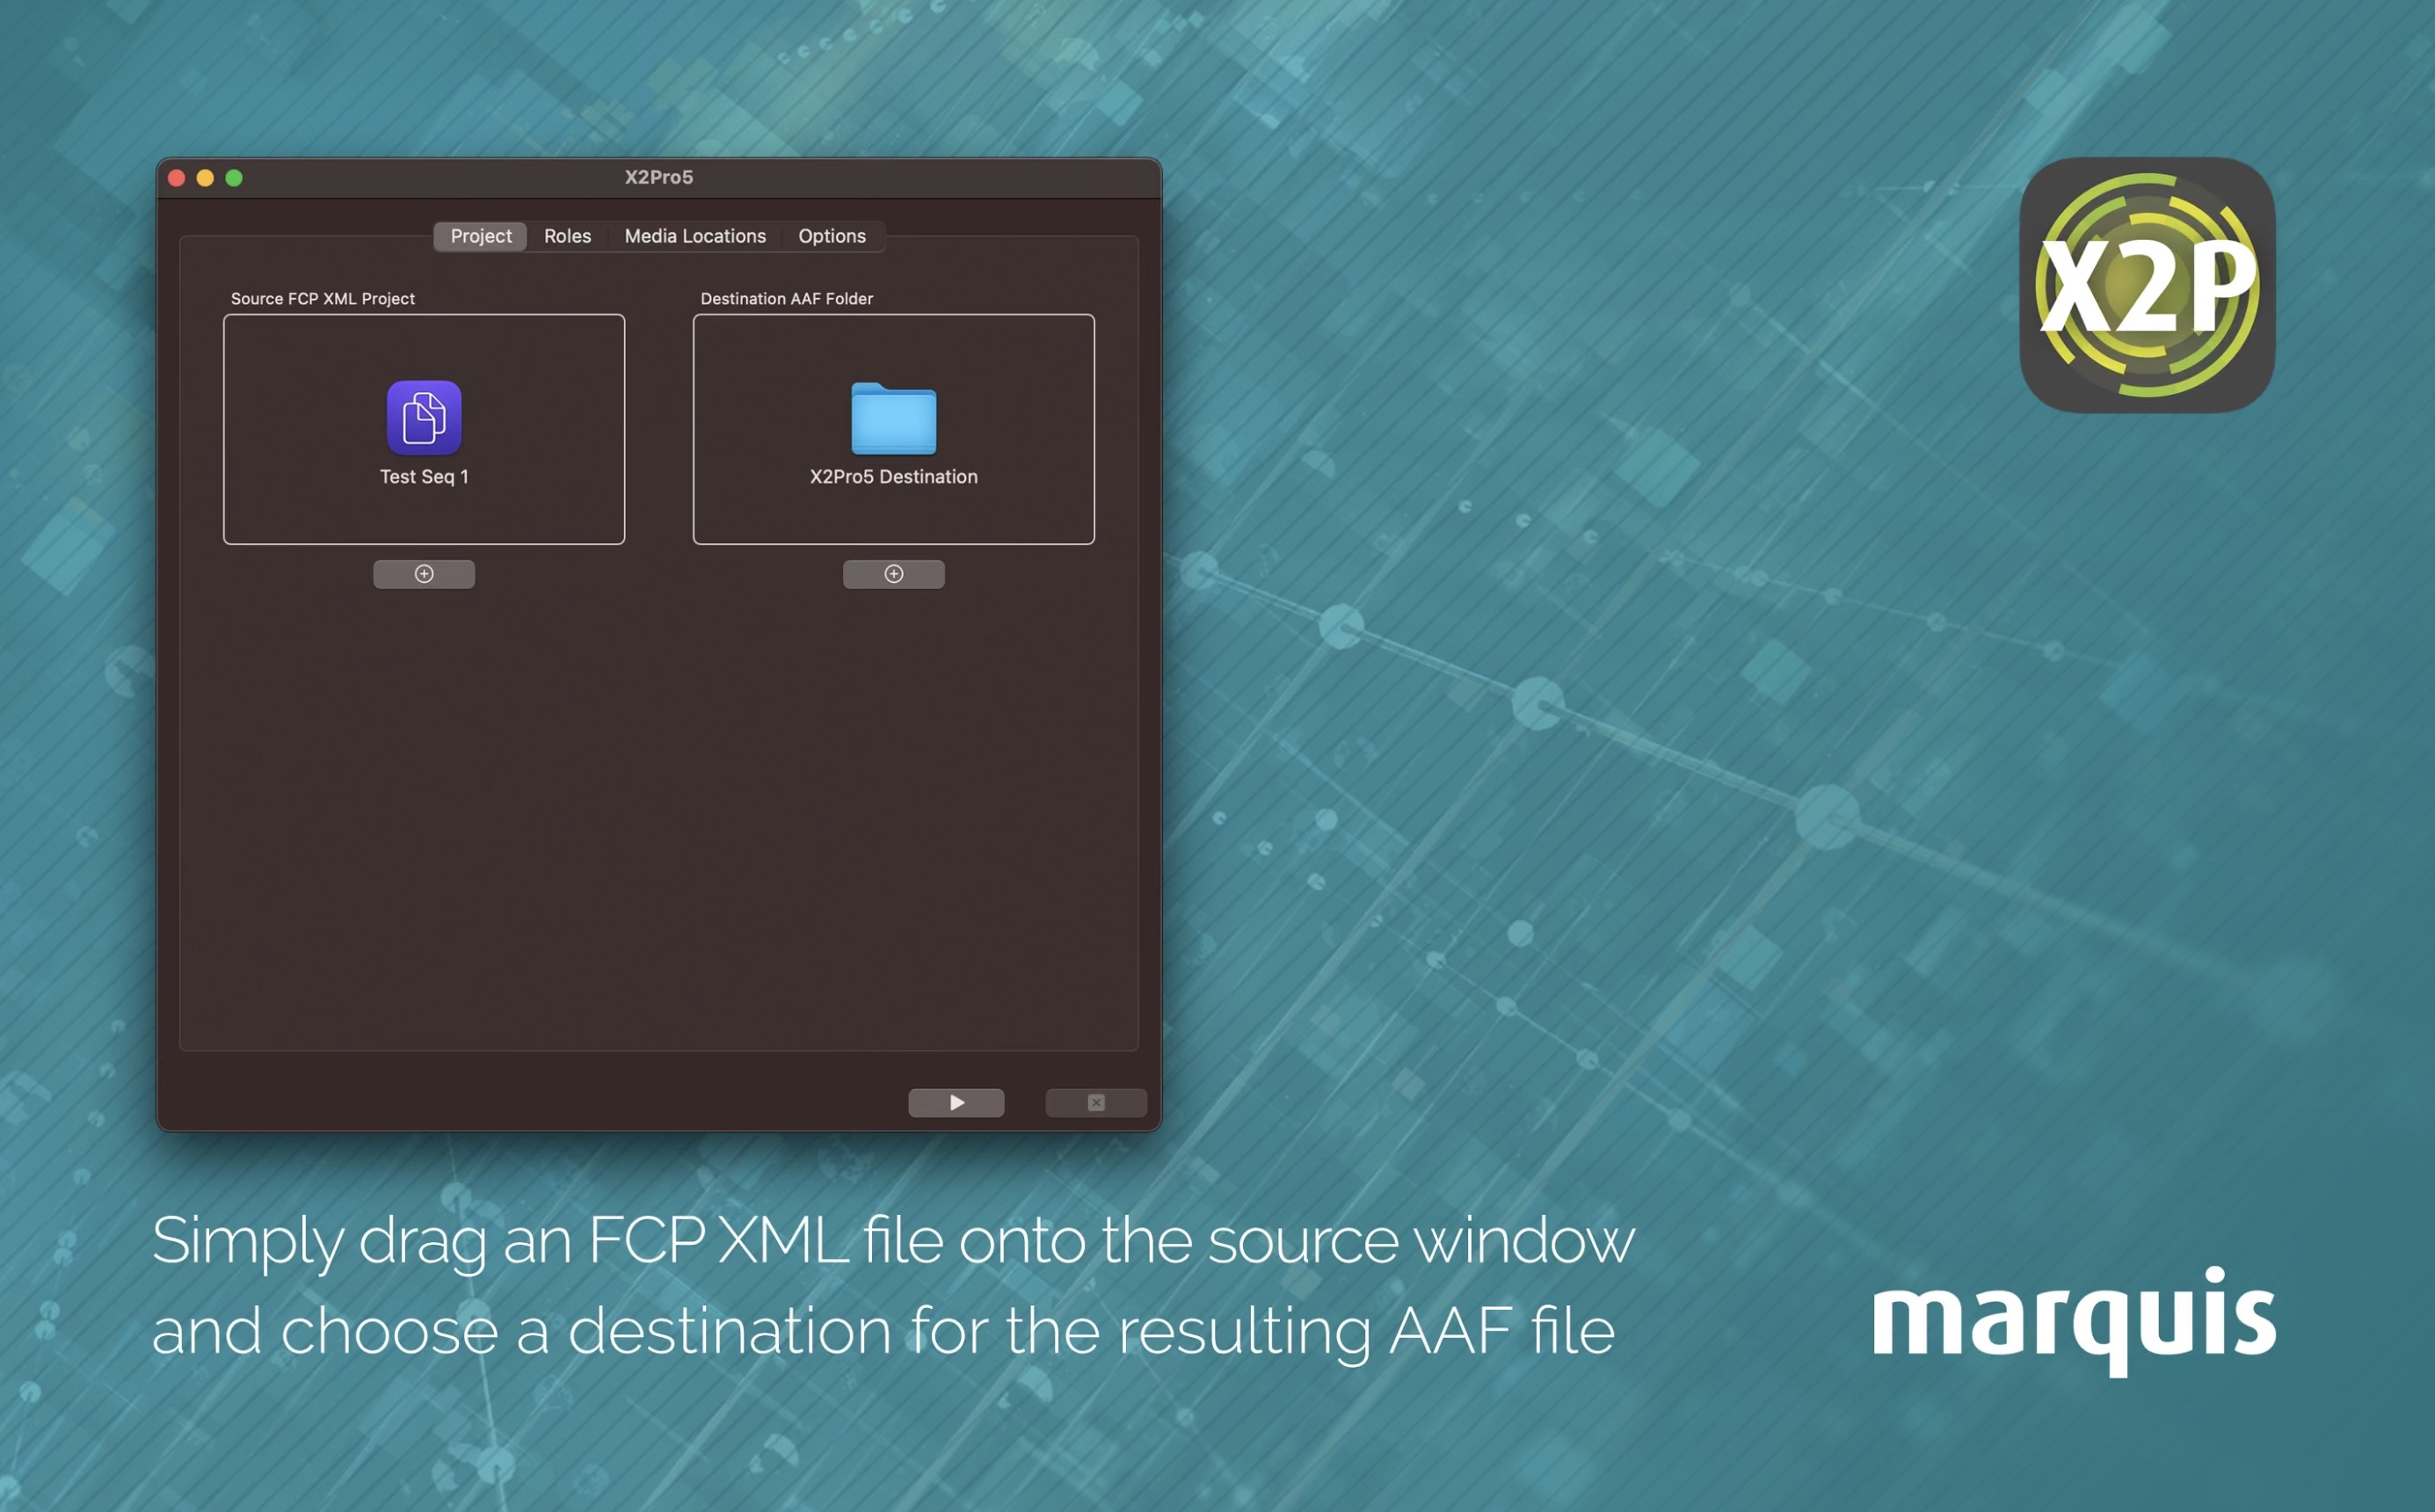 X2Pro5
Project Roles Media Locations Options
Source FCP XML Project
Destination AAF Folder
Test Seq 1
X2Pro5 Destination
X2P
Simply drag an FCP XML file onto the source window
and choose a destination for the resulting AAF file
marquis